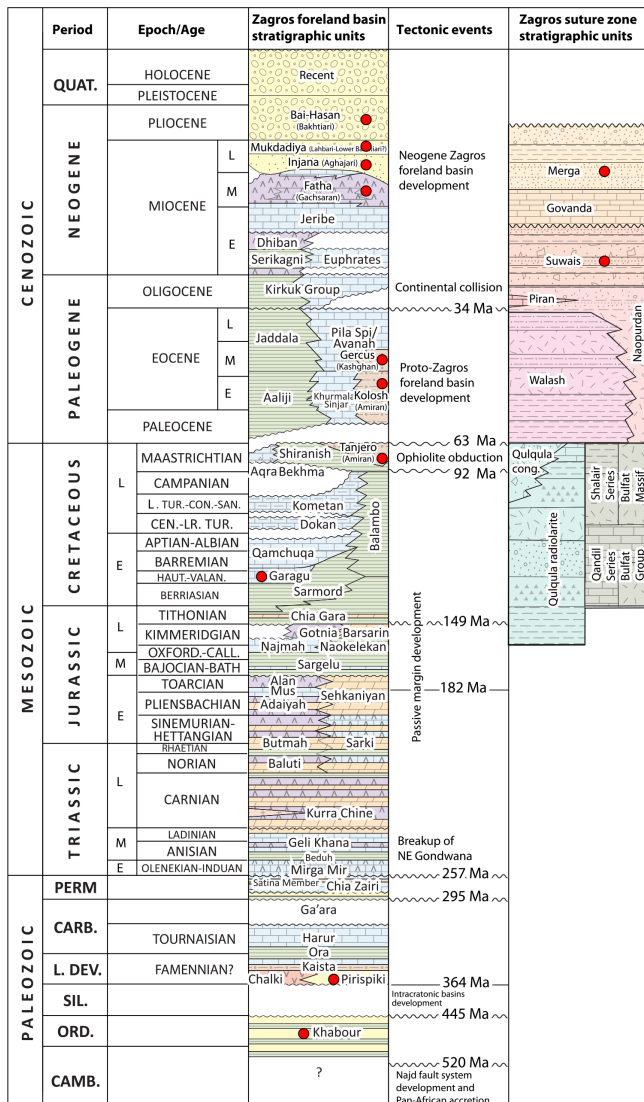 Period
Epoch/Age
Zagros foreland basin
stratigraphic units
Tectonic events
Zagros suture zone
stratigraphic units
CENOZOIC
QUAT.
HOLOCENE
Recent
PLEISTOCENE
NEOGENE
PLIOCENE
Bai-Hasan
(Bakhtiari)
MIOCENE
L
Mukdadiya (Lahbari-Lower Bakhtiari?)
Injana (Aghajari)
Neogene Zagros
foreland basin
development
Merga
M
Fatha
(Gachsaran)
Govanda
Jeribe
E
Dhiban
Serikagni
Euphrates
Suwais
PALEOGENE
OLIGOCENE
Kirkuk Group
Continental collision
34 Ma
Piran
Naopurdan
EOCENE
L
Jaddala
Pila Spi/
Avanah
M
Gercus
(Kashghan)
Proto-Zagros
foreland basin
development
Walash
E
Aaliji
Khurmala
Sinjar
Kolosh
(Amiran)
PALEOCENE
63 Ma
MESOZOIC
CRETACEOUS
L
MAASTRICHTIAN
Shiranish
Tanjero
(Amiran)
Ophiolite obduction
92 Ma
Qulqula
cong.
Shalair
Series
Bulfat
Massif
CAMPANIAN
Aqra Bekhma
L . TUR.-CON.-SAN.
Kometan
CEN.-LR. TUR.
Dokan
Balambo
Qulqula radiolarite
E
APTIAN-ALBIAN
Qamchuqa
BARREMIAN
HAUT.-VALAN.
Garagu
Qandil
Series
Bulfat
Group
BERRIASIAN
Sarmord
JURASSIC
L
TITHONIAN
Chia Gara
149 Ma
KIMMERIDGIAN
Gotnia
Barsarin
M
OXFORD.-CALL.
Najmah
Naokelekan
BAJOCIAN-BATH
Sargelu
Passive margin development
E
TOARCIAN
Alan
Mus
Sehkaniyan
182 Ma
PLIENSBACHIAN
Adaiyah
SINEMURIAN-
HETTANGIAN
Butmah
Sarki
TRIASSIC
L
RHAETIAN
NORIAN
Baluti
CARNIAN
Kurra Chine
M
LADINIAN
Geli Khana
Breakup of
NE Gondwana
ANISIAN
Beduh
E
OLENEKIAN-INDUAN
Mirga Mir
257 Ma
PALEOZOIC
PERM
Satina Member
Chia Zairi
295 Ma
CARB.
Ga'ara
TOURNAISIAN
Harur
Ora
L. DEV.
FAMENNIAN?
Kaista
Chalki
Pirispiki
364 Ma
SIL.
Intracratonic basins
development
445 Ma
ORD.
Khabour
520 Ma
CAMB.
?
Najd fault system
development and
Pan-African accretion